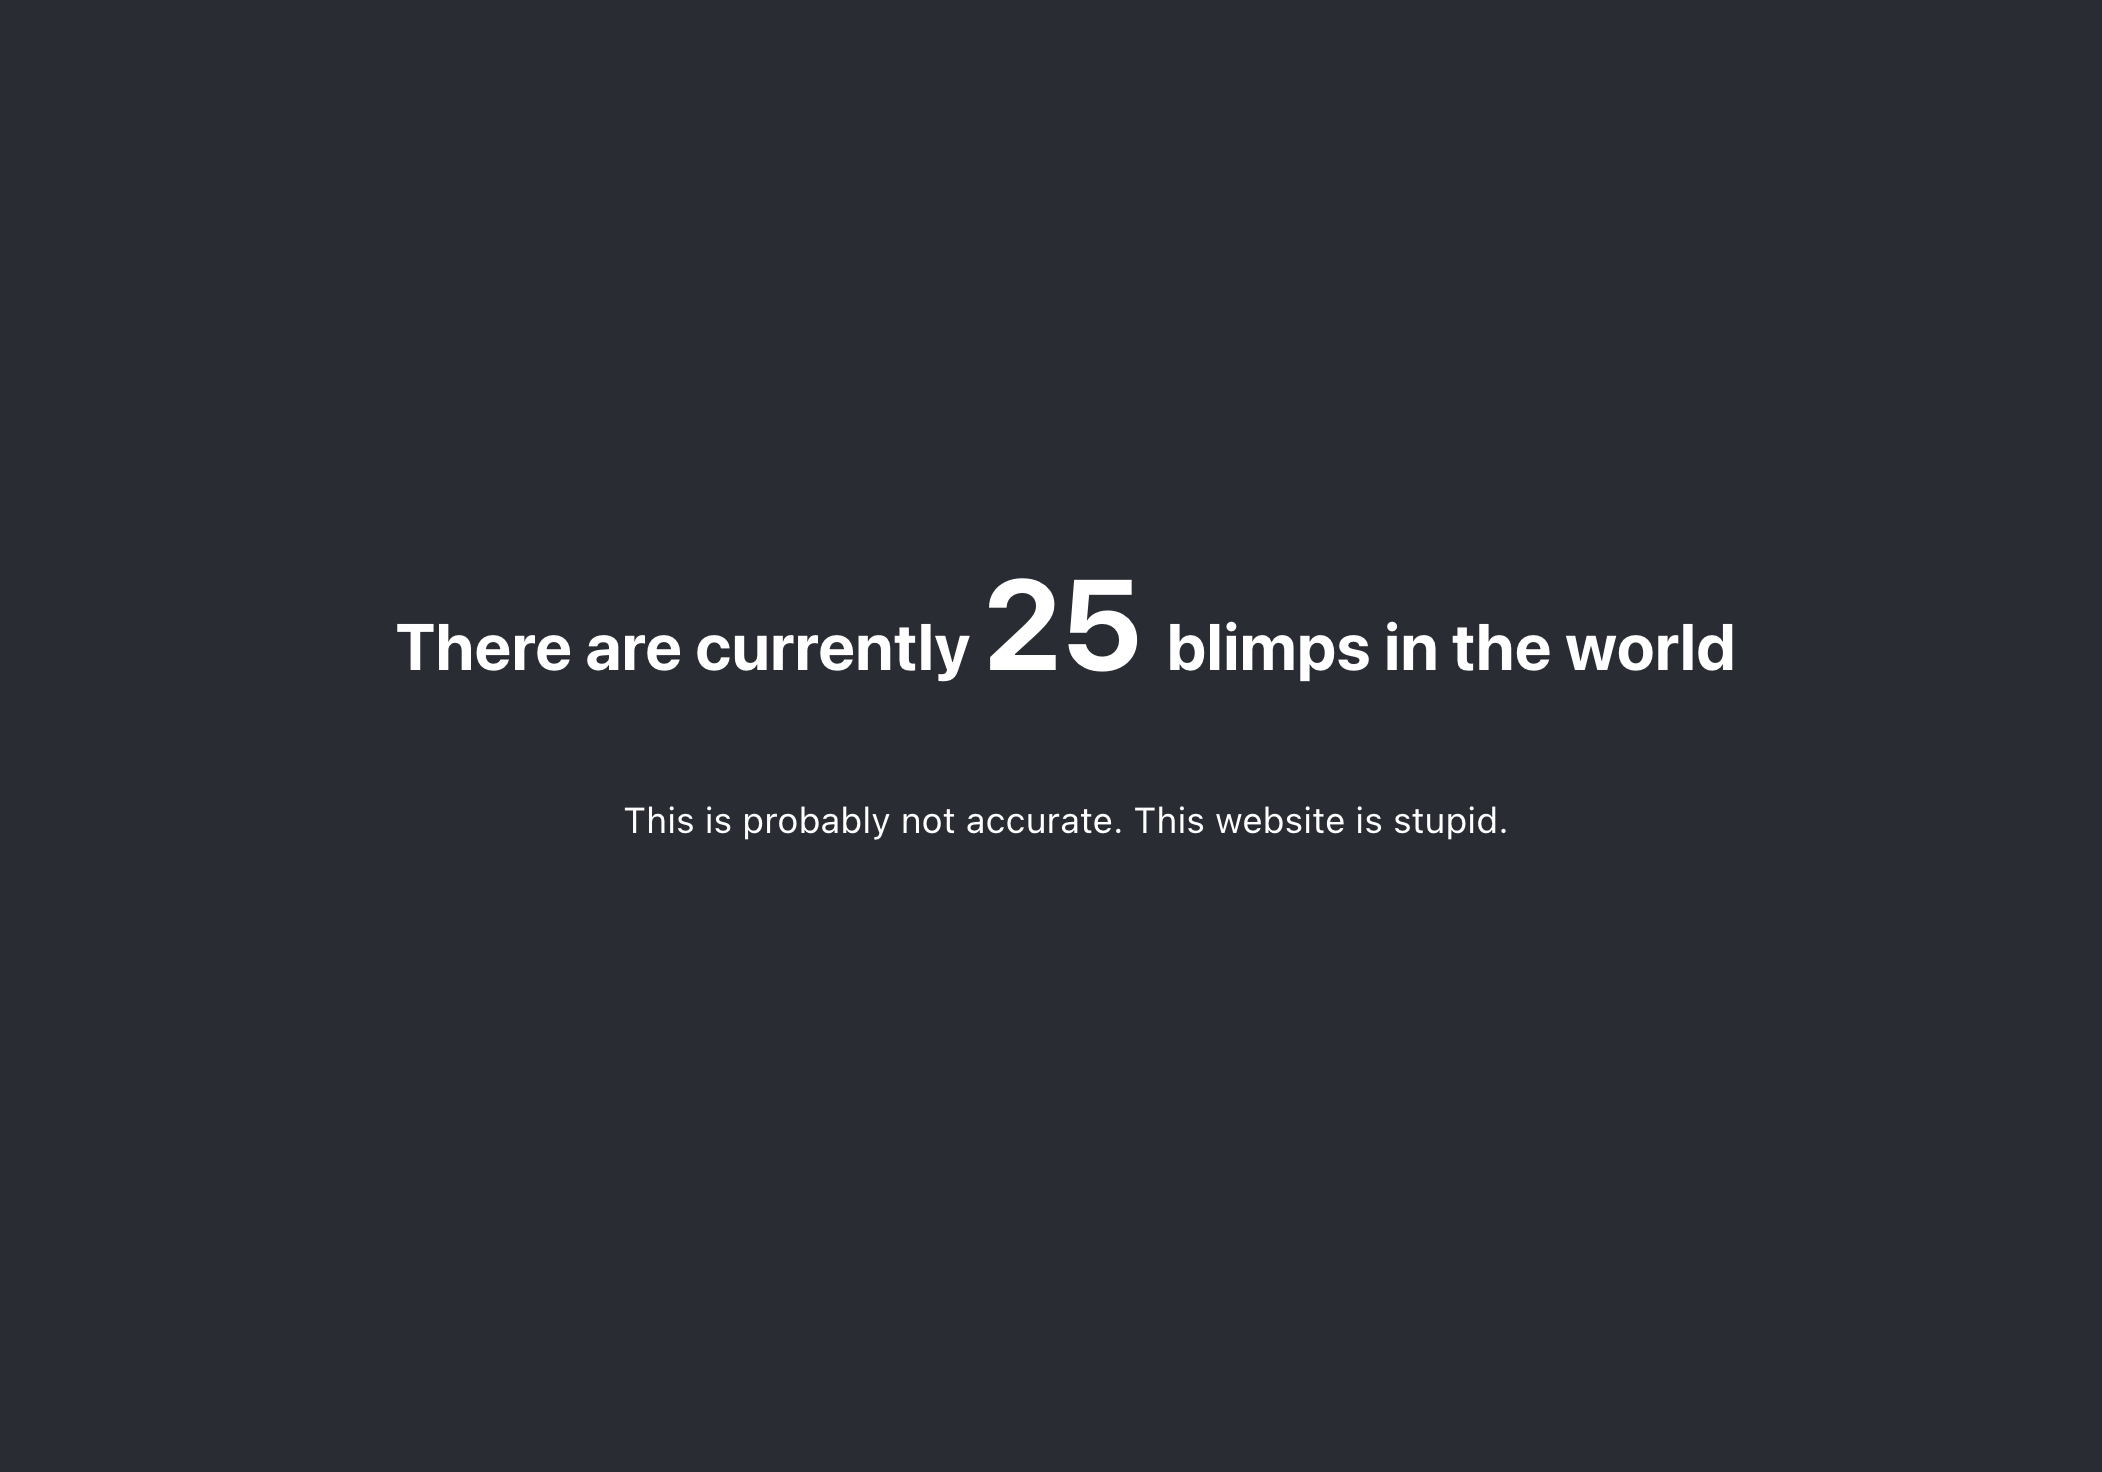 There are currently 25 blimps in the world
This is probably not accurate. This website is stupid.